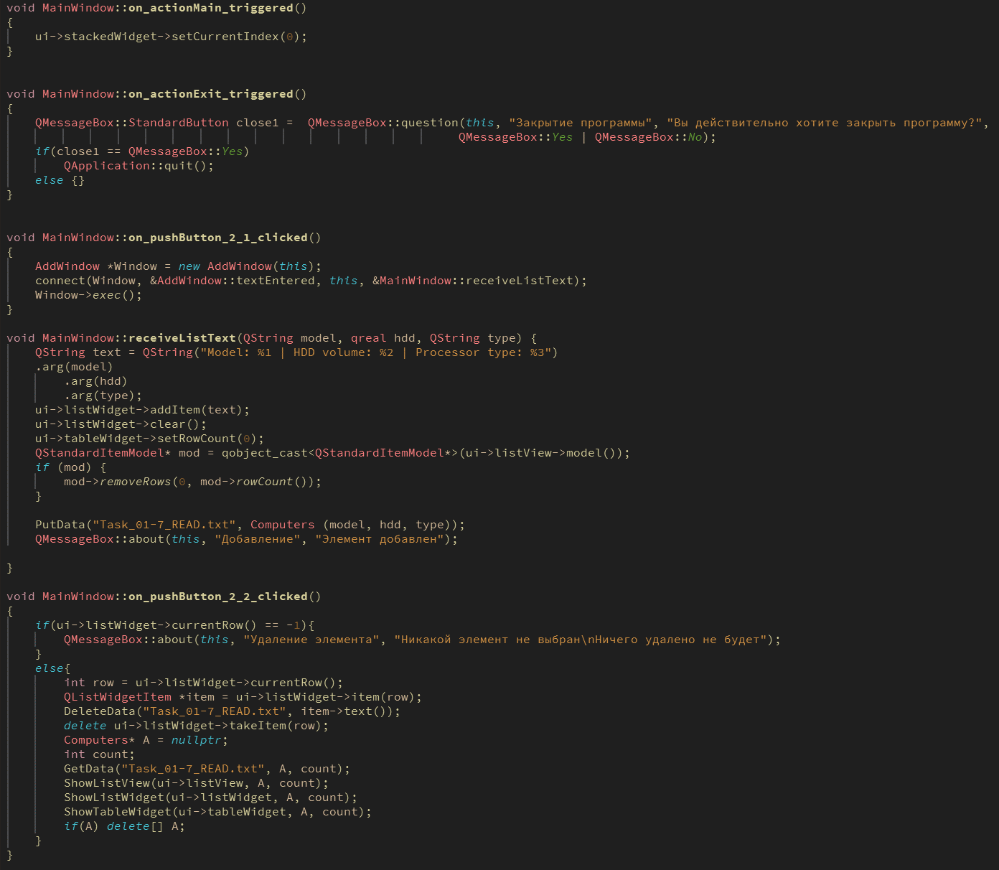 void MainWindow::on_actionMain_triggered()
{
    ui->stackedWidget->setCurrentIndex(0);
}
void MainWindow::on_actionExit_triggered()
{
    QMessageBox::StandardButton close1 =  QMessageBox::question(this, "Закрытие программы", "Вы действительно хотите закрыть программу?",
                                                               QMessageBox::Yes | QMessageBox::No);
    if(close1 == QMessageBox::Yes)
        QApplication::quit();
    else {}
}
void MainWindow::on_pushButton_2_1_clicked()
{
    AddWindow *Window = new AddWindow(this);
    connect(Window, &AddWindow::textEntered, this, &MainWindow::receiveListText);
    Window->exec();
}
void MainWindow::receiveListText(QString model, qreal hdd, QString type) {
    QString text = QString("Model: %1 | HDD volume: %2 | Processor type: %3")
    .arg(model)
        .arg(hdd)
        .arg(type);
    ui->listWidget->addItem(text);
    ui->listWidget->clear();
    ui->tableWidget->setRowCount(0);
    QStandardItemModel* mod = qobject_cast<QStandardItemModel*>(ui->listView->model());
    if (mod) {
        mod->removeRows(0, mod->rowCount());
    }
    PutData("Task_01-7_READ.txt", Computers (model, hdd, type));
    QMessageBox::about(this, "Добавление", "Элемент добавлен");
}
void MainWindow::on_pushButton_2_2_clicked()
{
    if(ui->listWidget->currentRow() == -1){
        QMessageBox::about(this, "Удаление элемента", "Никакой элемент не выбран\nНичего удалено не будет");
    }
    else{
        int row = ui->listWidget->currentRow();
        QListWidgetItem *item = ui->listWidget->item(row);
        DeleteData("Task_01-7_READ.txt", item->text());
        delete ui->listWidget->takeItem(row);
        Computers* A = nullptr;
        int count;
        GetData("Task_01-7_READ.txt", A, count);
        ShowListView(ui->listView, A, count);
        ShowListWidget(ui->listWidget, A, count);
        ShowTableWidget(ui->tableWidget, A, count);
        if(A) delete[] A;
    }
}